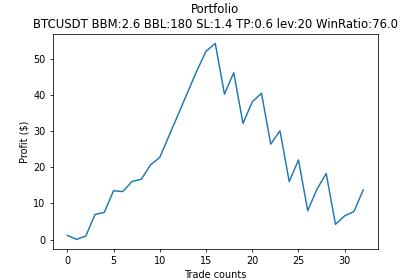 Portfolio
BTCUSDT BBM:2.6 BBL:180 SL:1.4 TP:0.6 lev:20 WinRatio:76.0
50
40
30
20
10
0
Profit ($)
0 5 10 15 20 25 30
Trade counts